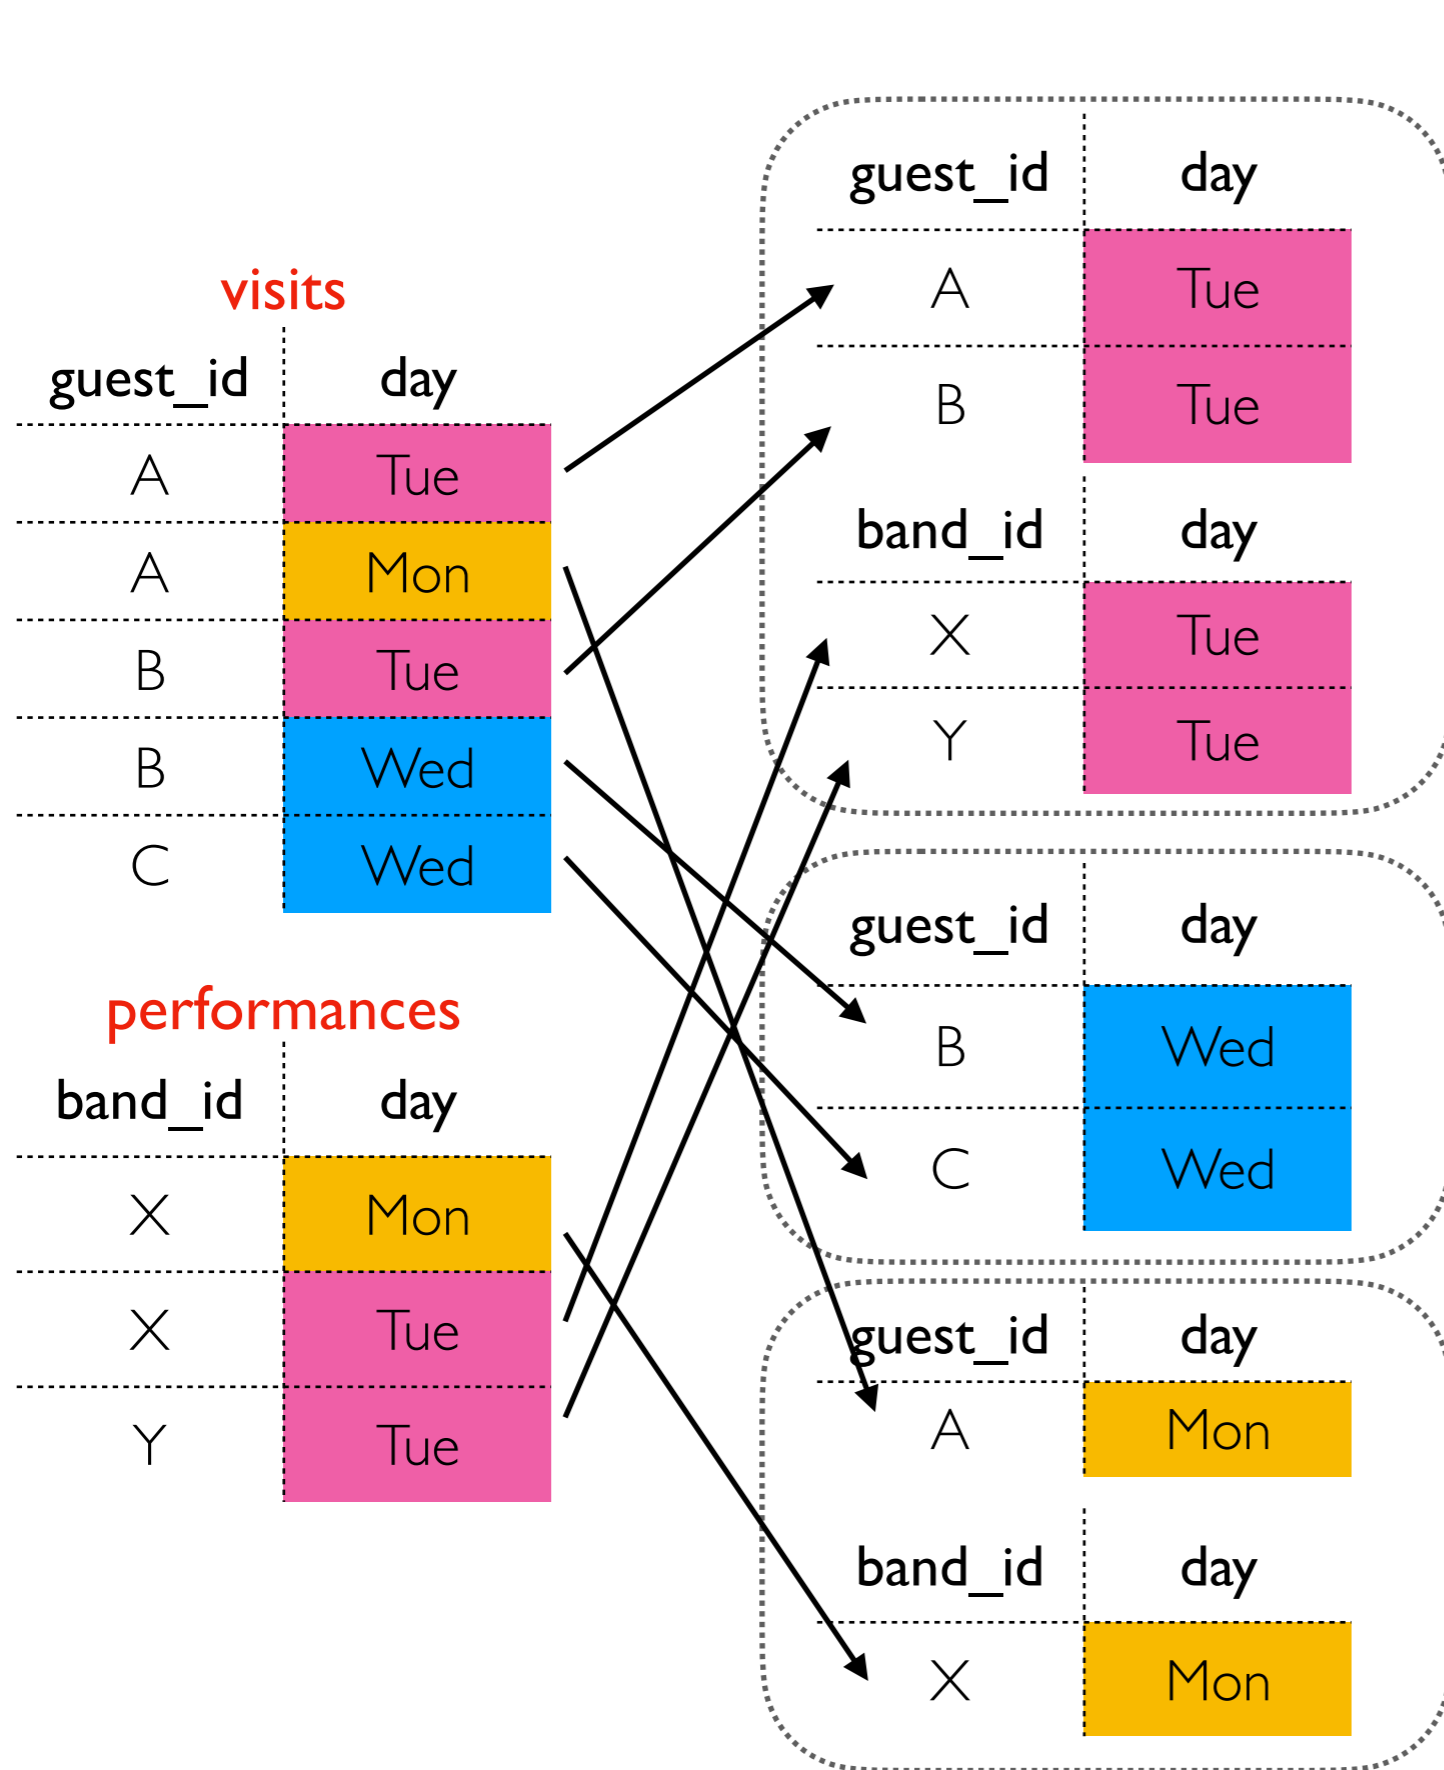 visits
guest_id day
A Tue
A Mon
B Tue
B Wed
C Wed
performances
band_id day
X Mon
X Tue
Y Tue
guest_id day
A Tue
B Tue
band_id day
X Tue
Y Tue
guest_id day
B Wed
C Wed
guest_id day
A Mon
band_id day
X Mon